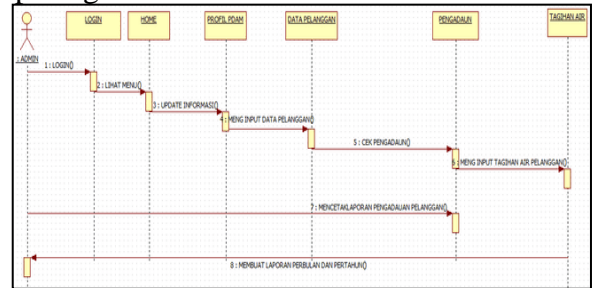 LOGIN
HOME
PROFIL PDAM
DATA PELANGGAN
PENGADAUN
TAGIHAN AIR
: ADMIN
1 : LOGIN()
2 : LIHAT MENU()
3 : UPDATE INFORMASI()
4 : MENG INPUT DATA PELANGGAN()
5 : CEK PENGADAUN()
6 : MENG INPUT TAGIHAN AIR PELANGGAN()
7 : MENCETAKLAPORAN PENGADAUAN PELANGGAN()
8 : MEMBUAT LAPORAN PERBULAN DAN PERTAHUN()